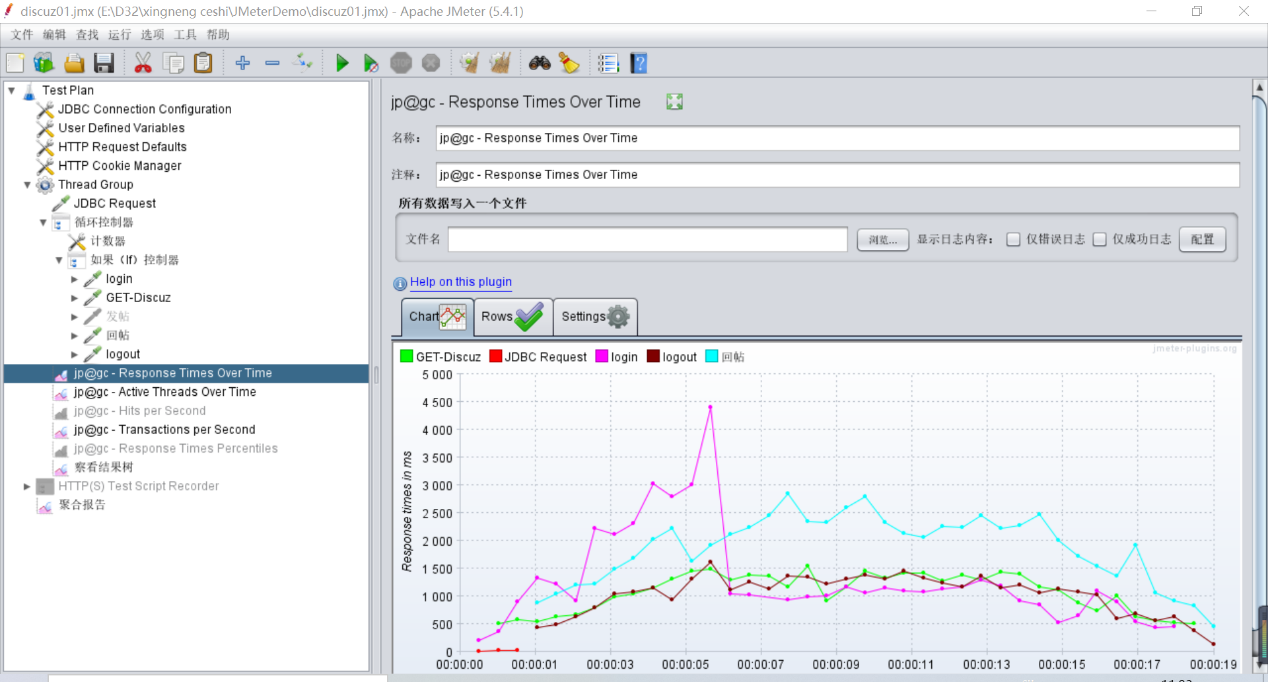 discuz01.jmx (E:\D32\xingneng ceshi\JMeterDemo\discuz01.jmx) - Apache JMeter (5.4.1)
文件 编辑 查找 运行 选项 工具 帮助
Test Plan
JDBC Connection Configuration
User Defined Variables
HTTP Request Defaults
HTTP Cookie Manager
Thread Group
JDBC Request
循环控制器
计数器
如果（If）控制器
login
GET-Discuz
发帖
回帖
logout
jp@gc - Response Times Over Time
jp@gc - Active Threads Over Time
jp@gc - Hits per Second
jp@gc - Transactions per Second
jp@gc - Response Times Percentiles
察看结果树
HTTP(S) Test Script Recorder
聚合报告
jp@gc - Response Times Over Time
名称： jp@gc - Response Times Over Time
注释： jp@gc - Response Times Over Time
所有数据写入一个文件
文件名 浏览... 显示日志内容： 仅错误日志 仅成功日志 配置
Help on this plugin
Chart Rows Settings
jmeter-plugins.org
GET-Discuz JDBC Request login logout 回帖
5 000
4 500
4 000
3 500
3 000
2 500
2 000
1 500
1 000
500
0
Response times in ms
00:00:00 00:00:01 00:00:03 00:00:05 00:00:07 00:00:09 00:00:11 00:00:13 00:00:15 00:00:17 00:00:19